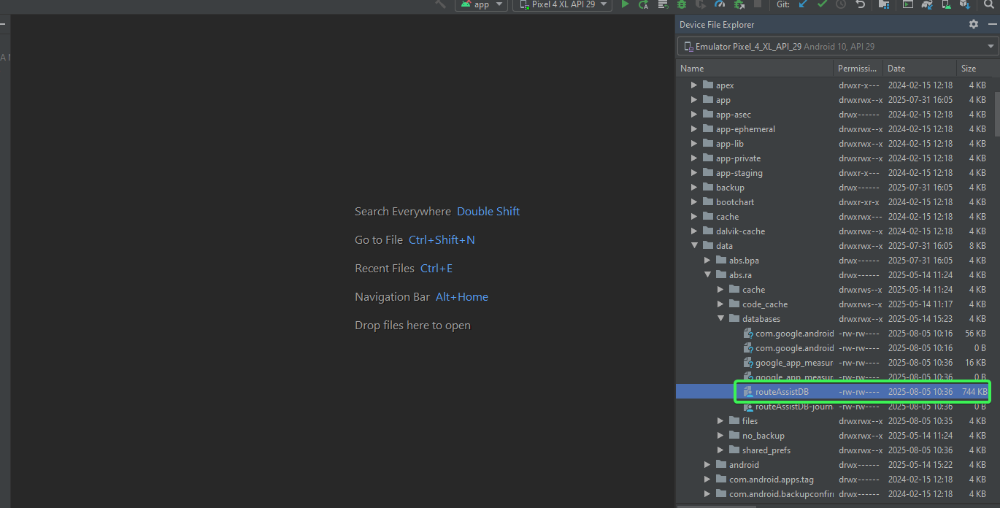 app
Pixel 4 XL API 29
Git:
Device File Explorer
Emulator Pixel_4_XL_API_29 Android 10, API 29
Name Permissi... Date Size
apex drwxr-x--- 2024-02-15 12:18 4 KB
app drwxrwx--x 2025-07-31 16:05 4 KB
app-asec drwx------ 2024-02-15 12:18 4 KB
app-ephemeral drwxrwx--x 2024-02-15 12:18 4 KB
app-lib drwxrwx--x 2024-02-15 12:18 4 KB
app-private drwxrwx--x 2024-02-15 12:18 4 KB
app-staging drwxr-x--- 2024-02-15 12:18 4 KB
backup drwx------ 2025-07-31 16:05 4 KB
bootchart drwxr-xr-x 2024-02-15 12:18 4 KB
cache drwxrwx--- 2024-02-15 12:18 4 KB
dalvik-cache drwxrwx--x 2024-02-15 12:18 4 KB
data drwxrwx--x 2025-07-31 16:05 8 KB
abs.bpa drwx------ 2025-07-31 16:05 4 KB
abs.ra drwx------ 2025-05-14 11:24 4 KB
cache drwxrws--x 2025-05-14 11:24 4 KB
code_cache drwxrws--x 2025-05-14 11:17 4 KB
databases drwxrwx--x 2025-05-14 15:23 4 KB
com.google.android -rw-rw---- 2025-08-05 10:16 56 KB
com.google.android -rw-rw---- 2025-08-05 10:16 0 B
google_app_measur -rw-rw---- 2025-08-05 10:36 16 KB
google_app_measur -rw-rw---- 2025-08-05 10:36 0 B
routeAssistDB -rw-rw---- 2025-08-05 10:36 744 KB
routeAssistDB-journ -rw-rw---- 2025-08-05 10:36 0 B
files drwxrwx--x 2025-08-05 10:35 4 KB
no_backup drwxrwx--x 2025-05-14 11:24 4 KB
shared_prefs drwxrwx--x 2025-08-05 10:36 4 KB
android drwx------ 2025-05-14 15:22 4 KB
com.android.apps.tag drwx------ 2024-02-15 12:18 4 KB
com.android.backupconfirm drwx------ 2024-02-15 12:18 4 KB
Search Everywhere Double Shift
Go to File Ctrl+Shift+N
Recent Files Ctrl+E
Navigation Bar Alt+Home
Drop files here to open